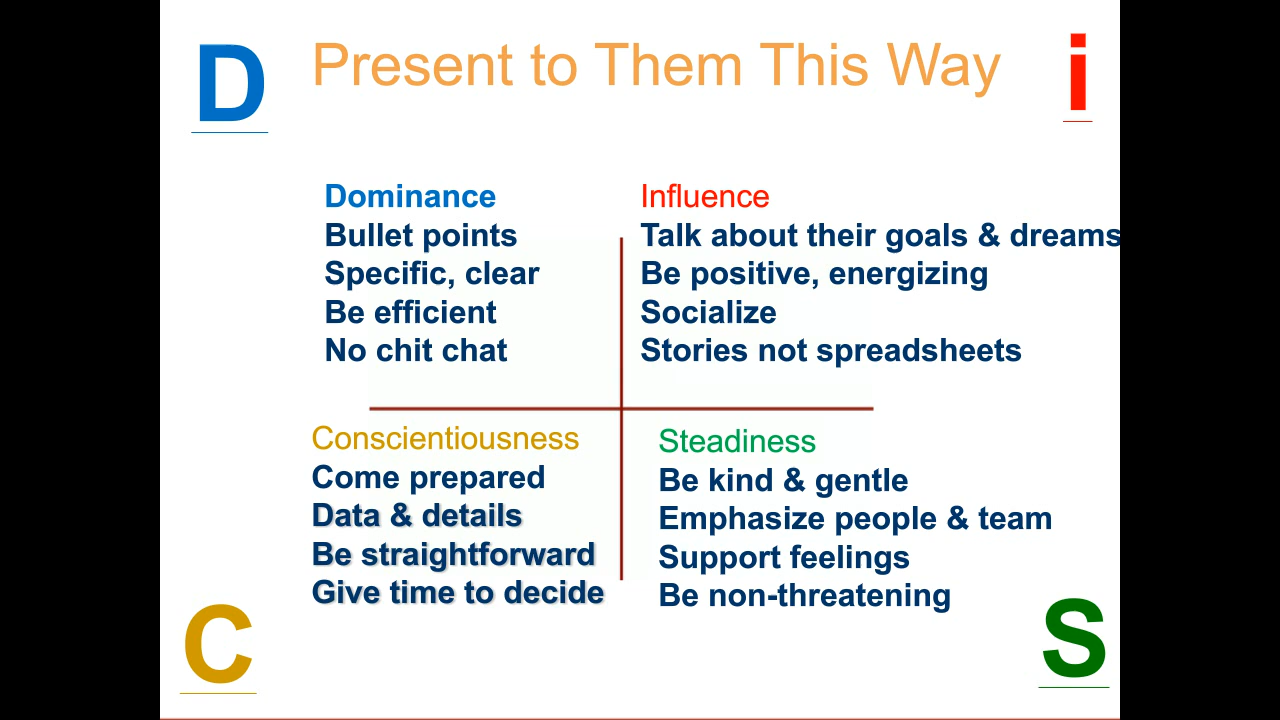 D
Present to Them This Way
i
Dominance
Bullet points
Specific, clear
Be efficient
No chit chat
Influence
Talk about their goals & dreams
Be positive, energizing
Socialize
Stories not spreadsheets
Conscientiousness
Come prepared
Data & details
Be straightforward
Give time to decide
Steadiness
Be kind & gentle
Emphasize people & team
Support feelings
Be non-threatening
C
S